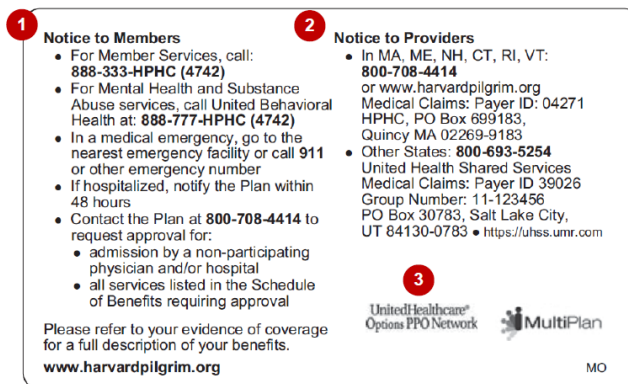 1
Notice to Members
• For Member Services, call:
888-333-HPHC (4742)
• For Mental Health and Substance
Abuse services, call United Behavioral
Health at: 888-777-HPHC (4742)
• In a medical emergency, go to the
nearest emergency facility or call 911
or other emergency number
• If hospitalized, notify the Plan within
48 hours
• Contact the Plan at 800-708-4414 to
request approval for:
• admission by a non-participating
physician and/or hospital
• all services listed in the Schedule
of Benefits requiring approval
Please refer to your evidence of coverage
for a full description of your benefits.
www.harvardpilgrim.org
2
Notice to Providers
• In MA, ME, NH, CT, RI, VT:
800-708-4414
or www.harvardpilgrim.org
Medical Claims: Payer ID: 04271
HPHC, PO Box 699183,
Quincy MA 02269-9183
• Other States: 800-693-5254
United Health Shared Services
Medical Claims: Payer ID 39026
Group Number: 11-123456
PO Box 30783, Salt Lake City,
UT 84130-0783 • https://uhss.umr.com
3
UnitedHealthcare®
Options PPO Network
MultiPlan
MO